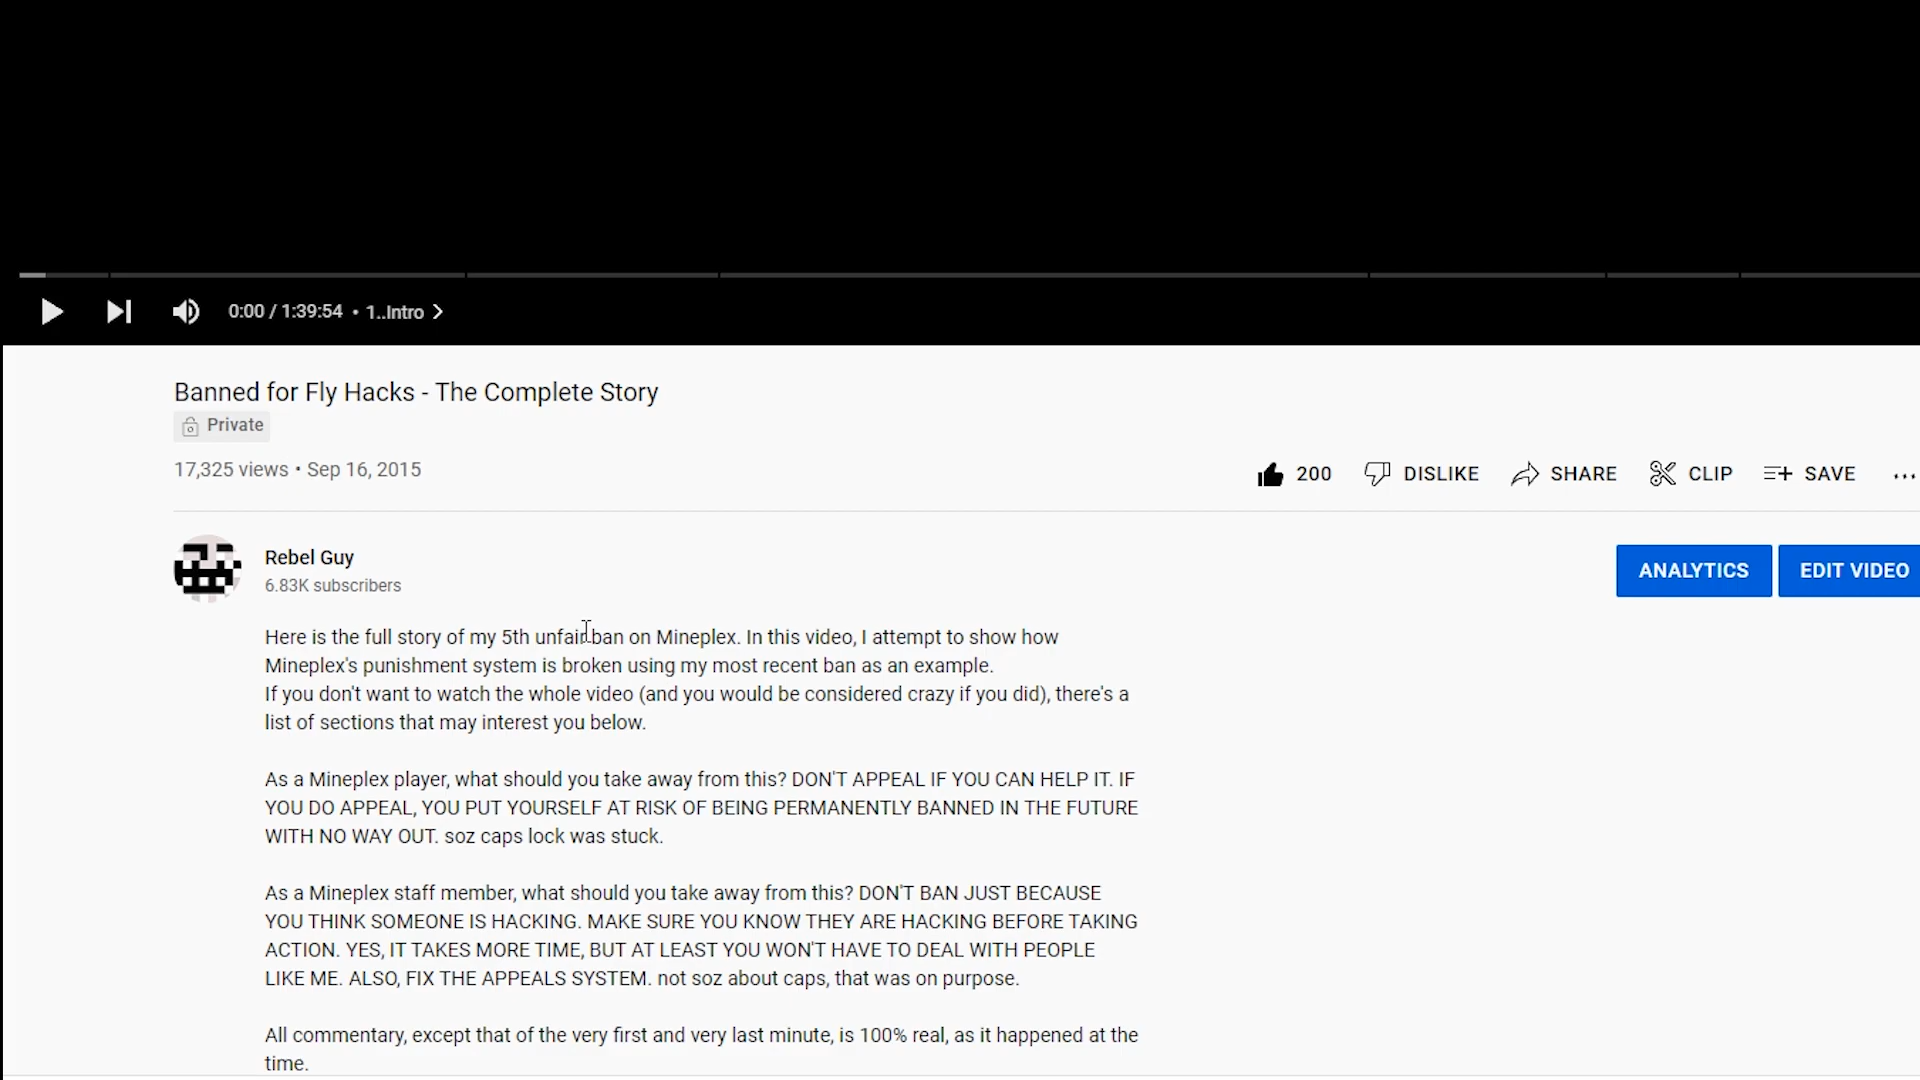 0:00 / 1:39:54 • 1..Intro
Banned for Fly Hacks - The Complete Story
Private
17,325 views • Sep 16, 2015
200 DISLIKE SHARE CLIP SAVE ...
Rebel Guy
6.83K subscribers
ANALYTICS EDIT VIDEO
Here is the full story of my 5th unfair ban on Mineplex. In this video, I attempt to show how
Mineplex's punishment system is broken using my most recent ban as an example.
If you don't want to watch the whole video (and you would be considered crazy if you did), there's a
list of sections that may interest you below.
As a Mineplex player, what should you take away from this? DON'T APPEAL IF YOU CAN HELP IT. IF
YOU DO APPEAL, YOU PUT YOURSELF AT RISK OF BEING PERMANENTLY BANNED IN THE FUTURE
WITH NO WAY OUT. soz caps lock was stuck.
As a Mineplex staff member, what should you take away from this? DON'T BAN JUST BECAUSE
YOU THINK SOMEONE IS HACKING. MAKE SURE YOU KNOW THEY ARE HACKING BEFORE TAKING
ACTION. YES, IT TAKES MORE TIME, BUT AT LEAST YOU WON'T HAVE TO DEAL WITH PEOPLE
LIKE ME. ALSO, FIX THE APPEALS SYSTEM. not soz about caps, that was on purpose.
All commentary, except that of the very first and very last minute, is 100% real, as it happened at the
time.